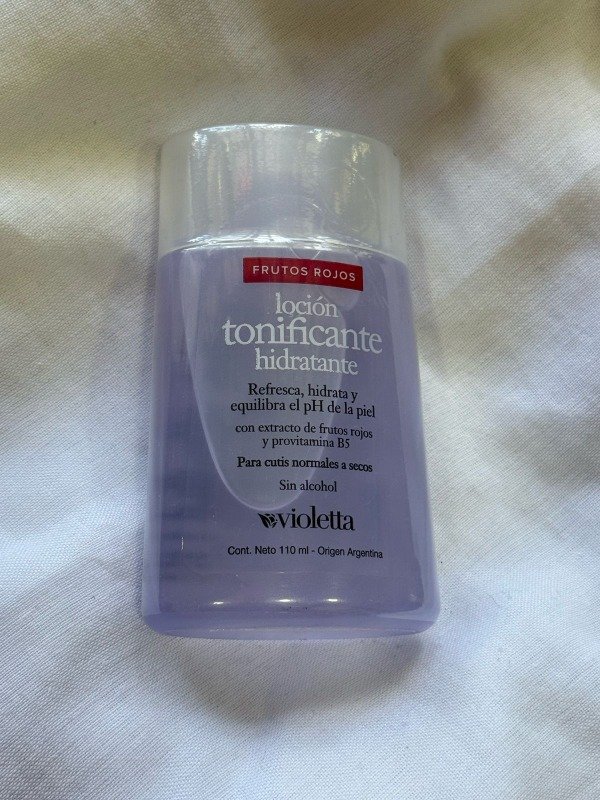 FRUTOS ROJOS
loción
tonificante
hidratante
Refresca, hidrata y
equilibra el pH de la piel
con extracto de frutos rojos
y provitamina B5
Para cutis normales a secos
Sin alcohol
violetta
Cont. Neto 110 ml - Origen Argentina